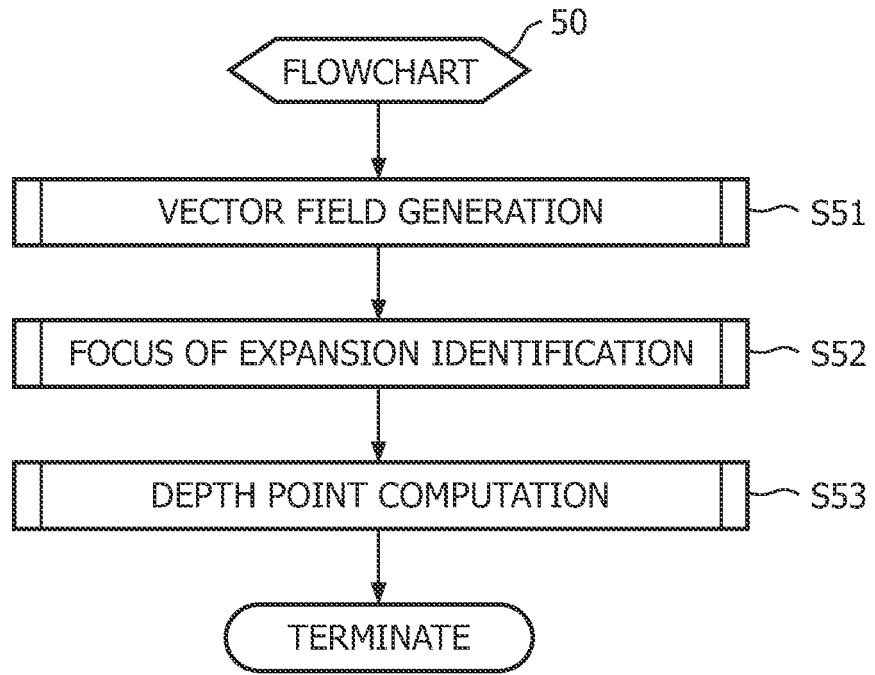 50
FLOWCHART
VECTOR FIELD GENERATION
S51
FOCUS OF EXPANSION IDENTIFICATION
S52
DEPTH POINT COMPUTATION
S53
TERMINATE